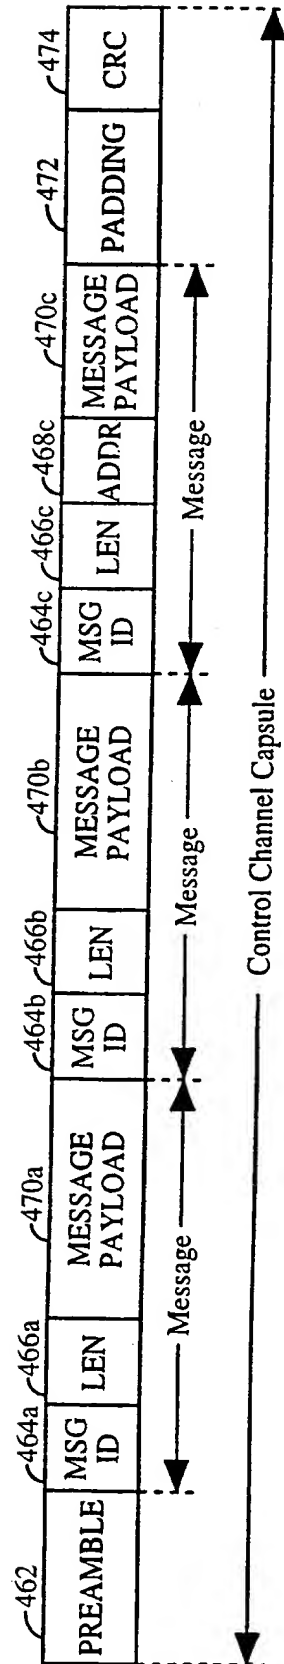 462
464a
466a
470a
464b
466b
470b
464c
466c
468c
470c
472
474
PREAMBLE
MSG
ID
LEN
MESSAGE
PAYLOAD
MSG
ID
LEN
MESSAGE
PAYLOAD
MSG
ID
LEN
ADDR
MESSAGE
PAYLOAD
PADDING
CRC
Message
Message
Message
Control Channel Capsule